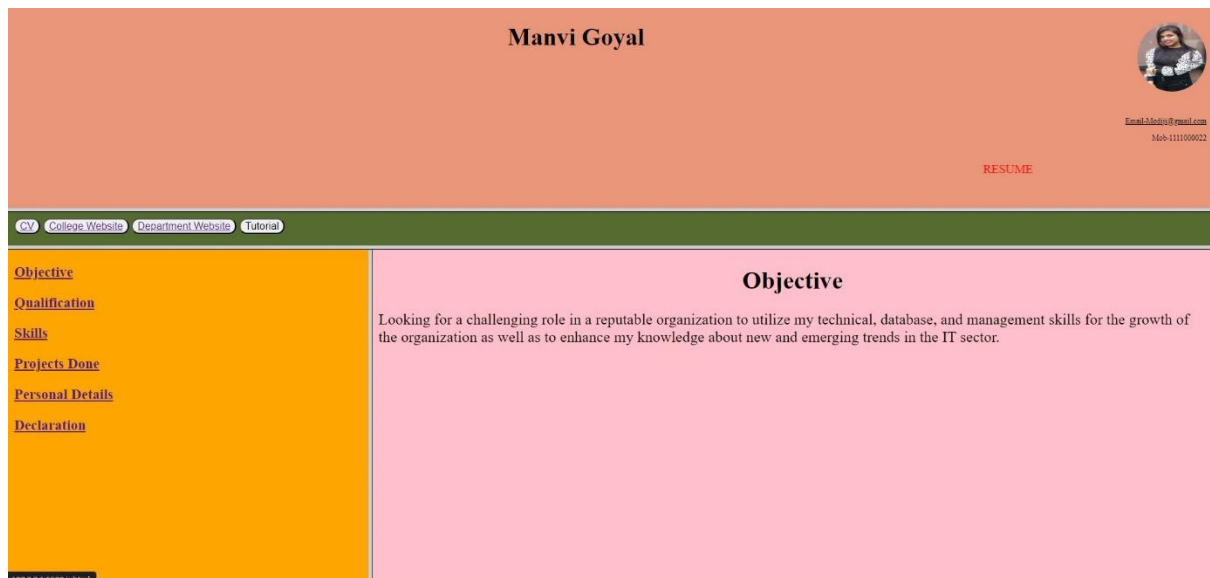 Manvi Goyal
Email-Modiji@gmail.com
Mob-1111000022
RESUME
CV College Website Department Website Tutorial
Objective
Qualification
Skills
Projects Done
Personal Details
Declaration
Objective
Looking for a challenging role in a reputable organization to utilize my technical, database, and management skills for the growth of
the organization as well as to enhance my knowledge about new and emerging trends in the IT sector.